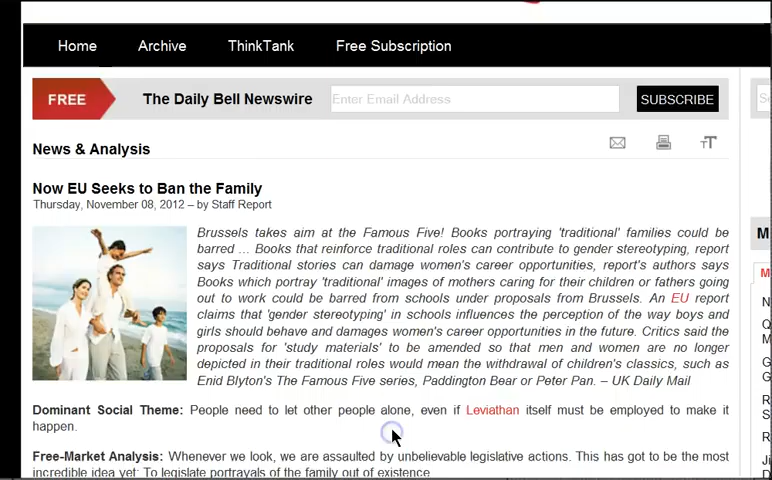 Home Archive ThinkTank Free Subscription
FREE The Daily Bell Newswire Enter Email Address SUBSCRIBE
News & Analysis
Now EU Seeks to Ban the Family
Thursday, November 08, 2012 – by Staff Report
Brussels takes aim at the Famous Five! Books portraying 'traditional' families could be
barred ... Books that reinforce traditional roles can contribute to gender stereotyping, report
says Traditional stories can damage women's career opportunities, report's authors says
Books which portray 'traditional' images of mothers caring for their children or fathers going
out to work could be barred from schools under proposals from Brussels. An EU report
claims that 'gender stereotyping' in schools influences the perception of the way boys and
girls should behave and damages women's career opportunities in the future. Critics said the
proposals for 'study materials' to be amended so that men and women are no longer
depicted in their traditional roles would mean the withdrawal of children's classics, such as
Enid Blyton's The Famous Five series, Paddington Bear or Peter Pan. – UK Daily Mail
Dominant Social Theme: People need to let other people alone, even if Leviathan itself must be employed to make it
happen.
Free-Market Analysis: Whenever we look, we are assaulted by unbelievable legislative actions. This has got to be the most
incredible idea yet: To legislate portrayals of the family out of existence.